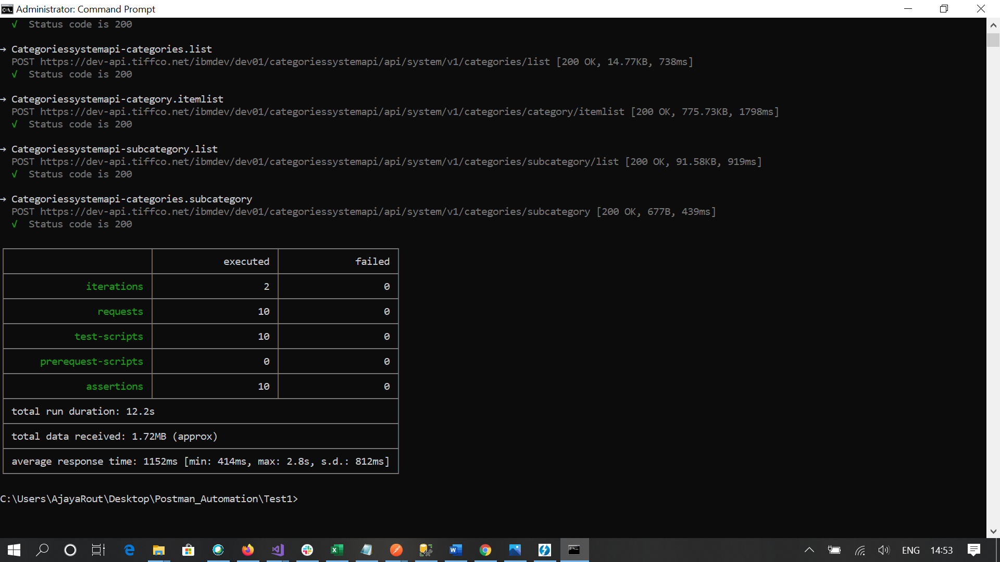 Administrator: Command Prompt
√ Status code is 200
→ Categoriessystemapi-categories.list
POST https://dev-api.tiffco.net/ibmdev/dev01/categoriessystemapi/api/system/v1/categories/list [200 OK, 14.77KB, 738ms]
√ Status code is 200
→ Categoriessystemapi-category.itemlist
POST https://dev-api.tiffco.net/ibmdev/dev01/categoriessystemapi/api/system/v1/categories/category/itemlist [200 OK, 775.73KB, 1798ms]
√ Status code is 200
→ Categoriessystemapi-subcategory.list
POST https://dev-api.tiffco.net/ibmdev/dev01/categoriessystemapi/api/system/v1/categories/subcategory/list [200 OK, 91.58KB, 919ms]
√ Status code is 200
→ Categoriessystemapi-categories.subcategory
POST https://dev-api.tiffco.net/ibmdev/dev01/categoriessystemapi/api/system/v1/categories/subcategory [200 OK, 677B, 439ms]
√ Status code is 200
executed failed
iterations 2 0
requests 10 0
test-scripts 10 0
prerequest-scripts 0 0
assertions 10 0
total run duration: 12.2s
total data received: 1.72MB (approx)
average response time: 1152ms [min: 414ms, max: 2.8s, s.d.: 812ms]
C:\Users\AjayaRout\Desktop\Postman_Automation\Test1>
ENG 14:53